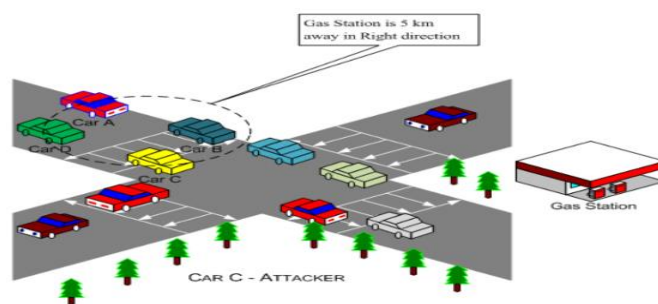 Gas Station is 5 km
away in Right direction
Car A
Car D
Car B
Car C
Gas Station
CAR C - ATTACKER